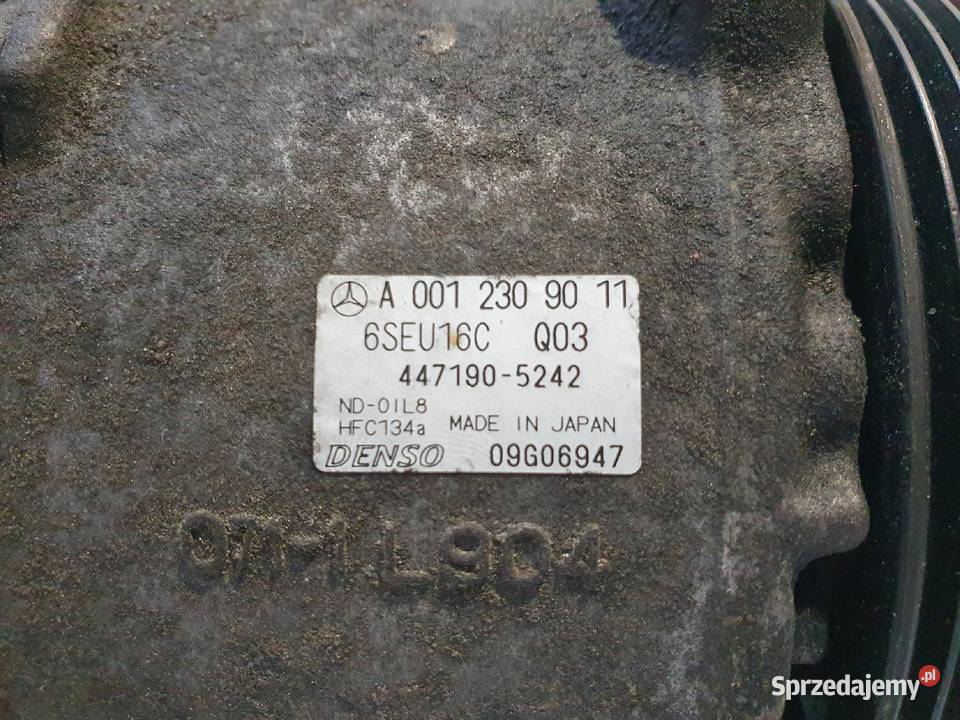 A 001 230 90 11
6SEU16C Q03
447190-5242
ND-OIL8
HFC134a MADE IN JAPAN
DENSO 09G06947
Sprzedajemy.pl